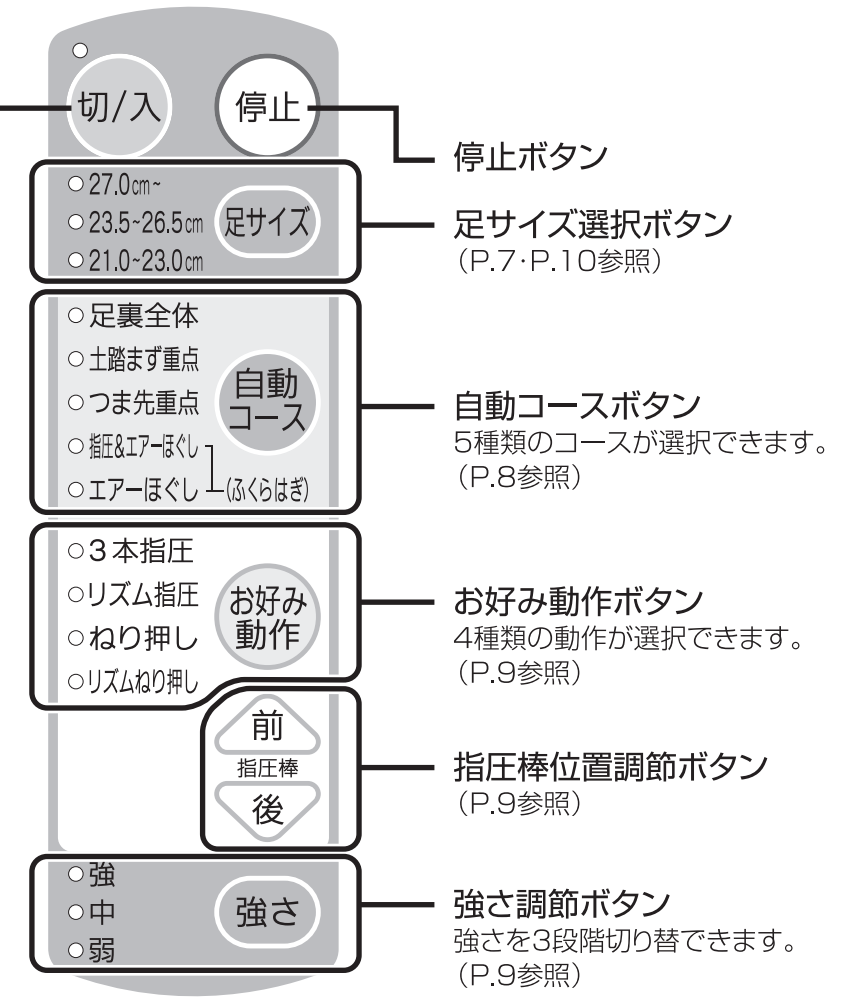 切/入
停止
停止ボタン
27.0cm~
23.5~26.5cm
21.0~23.0cm
足サイズ
足サイズ選択ボタン
（P.7・P.10参照）
足裏全体
土踏まず重点
つま先重点
指圧&エアーほぐし
エアーほぐし
(ふくらはぎ)
自動
コース
自動コースボタン
5種類のコースが選択できます。
（P.8参照）
3本指圧
リズム指圧
ねり押し
リズムねり押し
お好み
動作
お好み動作ボタン
4種類の動作が選択できます。
（P.9参照）
前
指圧棒
後
指圧棒位置調節ボタン
（P.9参照）
強
中
弱
強さ
強さ調節ボタン
強さを3段階切り替できます。
（P.9参照）